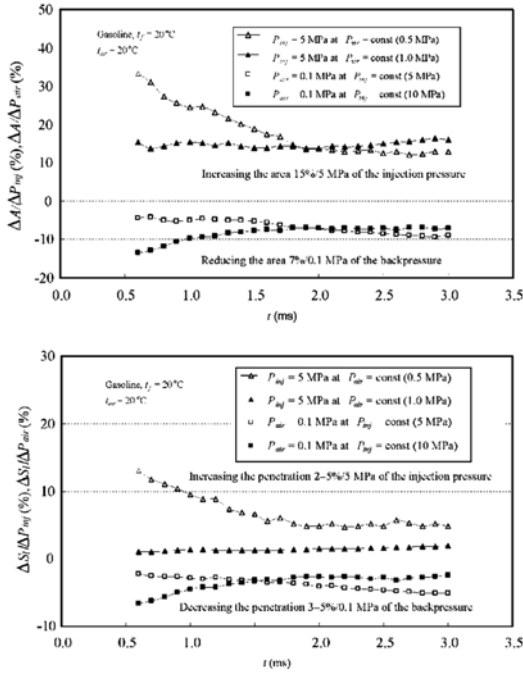 50
40
30
20
10
0
-10
-20
0.0 0.5 1.0 1.5 2.0 2.5 3.0 3.5
t (ms)
ΔA/ΔP_inj (%), ΔA/ΔP_air (%)
Gasoline, t_f = 20°C
t_air = 20°C
P_inj = 5 MPa at P_air = const (0.5 MPa)
P_inj = 5 MPa at P_air = const (1.0 MPa)
P_air = 0.1 MPa at P_inj = const (5 MPa)
P_air 0.1 MPa at P_inj const (10 MPa)
Increasing the area 15%/5 MPa of the injection pressure
Reducing the area 7%/0.1 MPa of the backpressure
30
20
10
0
-10
0.0 0.5 1.0 1.5 2.0 2.5 3.0 3.5
t (ms)
ΔS_l/ΔP_inj (%), ΔS_l/ΔP_air (%)
Gasoline, t_f = 20°C
t_air = 20°C
P_inj = 5 MPa at P_air = const (0.5 MPa)
P_inj = 5 MPa at P_air = const (1.0 MPa)
P_air 0.1 MPa at P_inj const (5 MPa)
P_air = 0.1 MPa at P_inj = const (10 MPa)
Increasing the penetration 2–5%/5 MPa of the injection pressure
Decreasing the penetration 3–5%/0.1 MPa of the backpressure